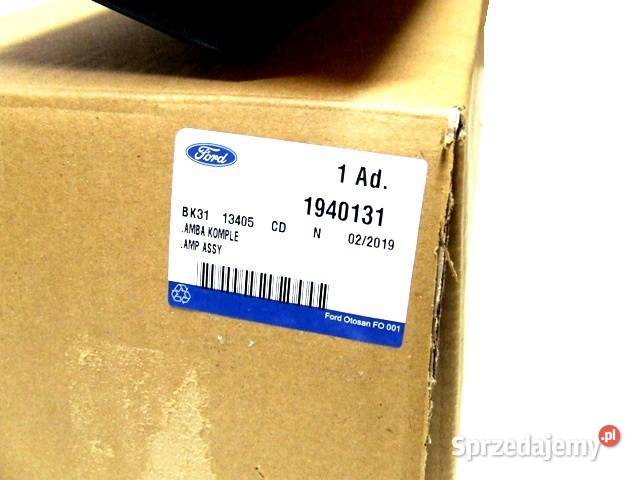 Ford
1 Ad.
1940131
BK31 13405 CD N 02/2019
.AMBA KOMPLE
.AMP ASSY
Ford Otosan FO 001
Sprzedajemy.pl